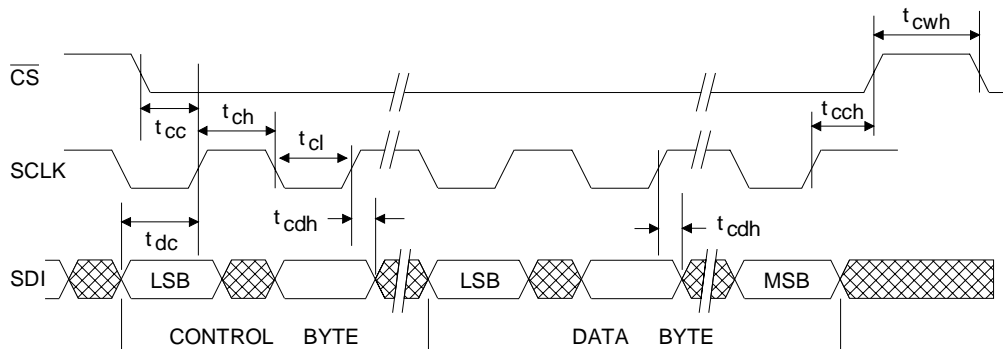 t cwh
CS
t cc
t ch
t cl
t cch
SCLK
t cdh
t cdh
t dc
SDI
LSB
LSB
MSB
CONTROL BYTE
DATA BYTE